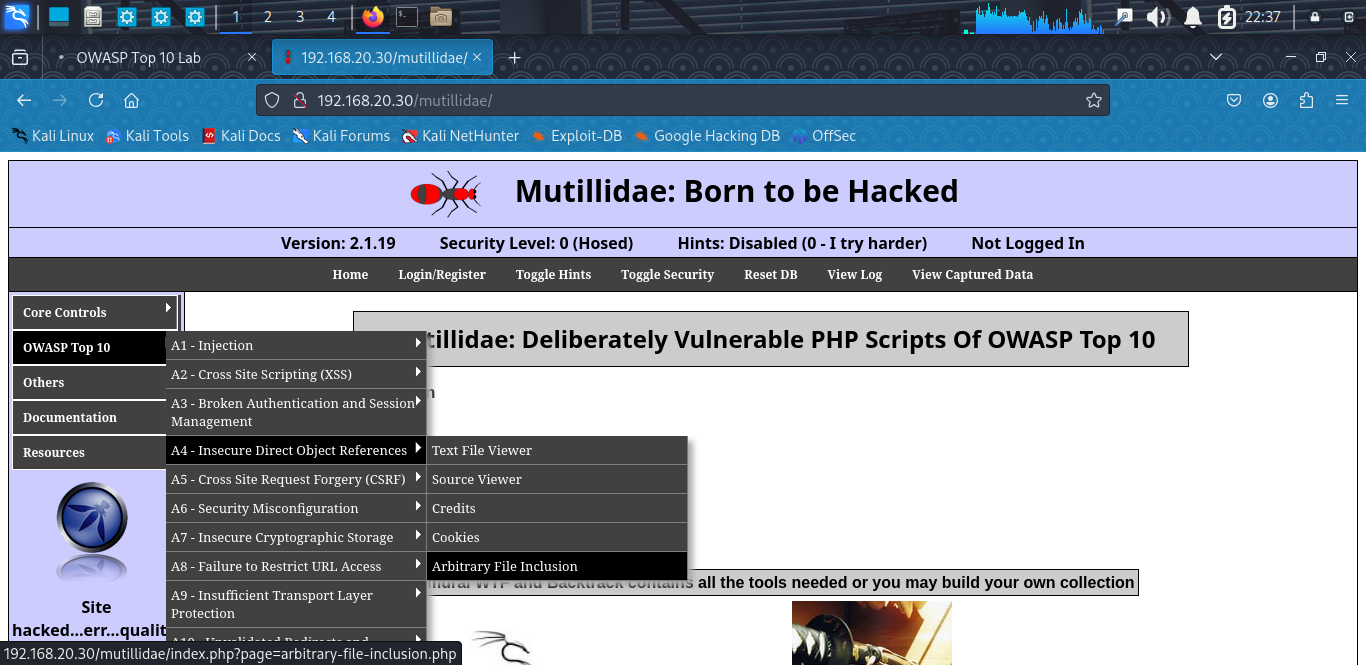 1 2 3 4 22:37
OWASP Top 10 Lab 192.168.20.30/mutillidae/
192.168.20.30/mutillidae/
Kali Linux Kali Tools Kali Docs Kali Forums Kali NetHunter Exploit-DB Google Hacking DB OffSec
Mutillidae: Born to be Hacked
Version: 2.1.19 Security Level: 0 (Hosed) Hints: Disabled (0 - I try harder) Not Logged In
Home Login/Register Toggle Hints Toggle Security Reset DB View Log View Captured Data
Core Controls
OWASP Top 10
Others
Documentation
Resources
Site
hacked...err...qualit
A1 - Injection
A2 - Cross Site Scripting (XSS)
A3 - Broken Authentication and Session
Management
A4 - Insecure Direct Object References
A5 - Cross Site Request Forgery (CSRF)
A6 - Security Misconfiguration
A7 - Insecure Cryptographic Storage
A8 - Failure to Restrict URL Access
A9 - Insufficient Transport Layer
Protection
A10 - Unvalidated Redirects and
Text File Viewer
Source Viewer
Credits
Cookies
Arbitrary File Inclusion
tillidae: Deliberately Vulnerable PHP Scripts Of OWASP Top 10
WTF and Backtrack contains all the tools needed or you may build your own collection
192.168.20.30/mutillidae/index.php?page=arbitrary-file-inclusion.php